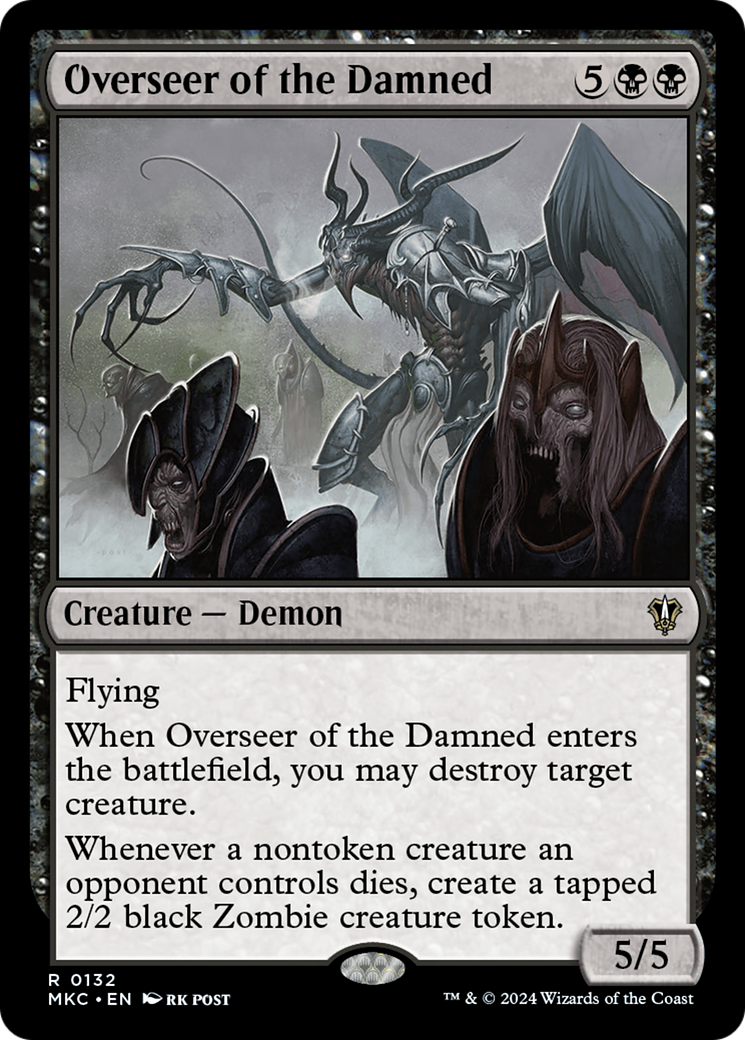 Overseer of the Damned 5
Creature — Demon
Flying
When Overseer of the Damned enters
the battlefield, you may destroy target
creature.
Whenever a nontoken creature an
opponent controls dies, create a tapped
2/2 black Zombie creature token.
5/5
R 0132
MKC • EN RK POST
™ & © 2024 Wizards of the Coast